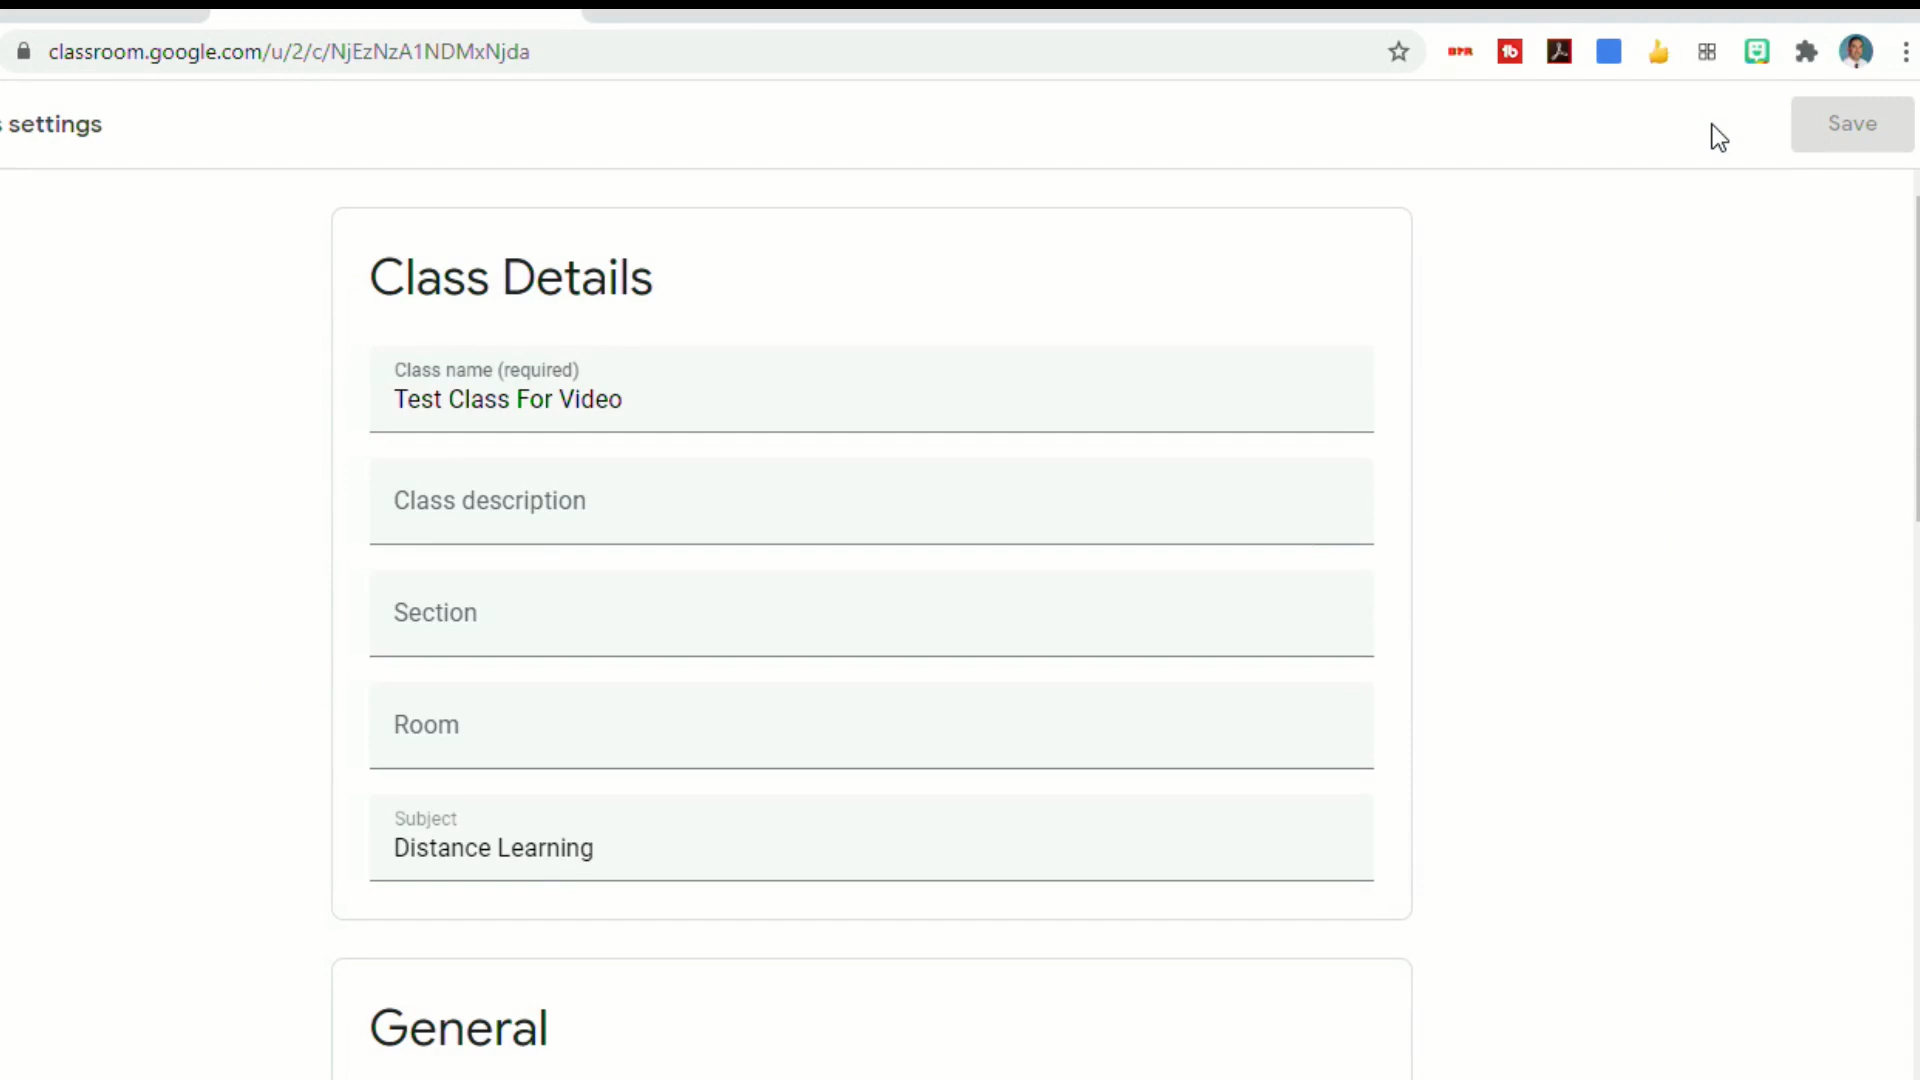 classroom.google.com/u/2/c/NjEzNzA1NDMxNjda
settings
Save
Class Details
Class name (required)
Test Class For Video
Class description
Section
Room
Subject
Distance Learning
General